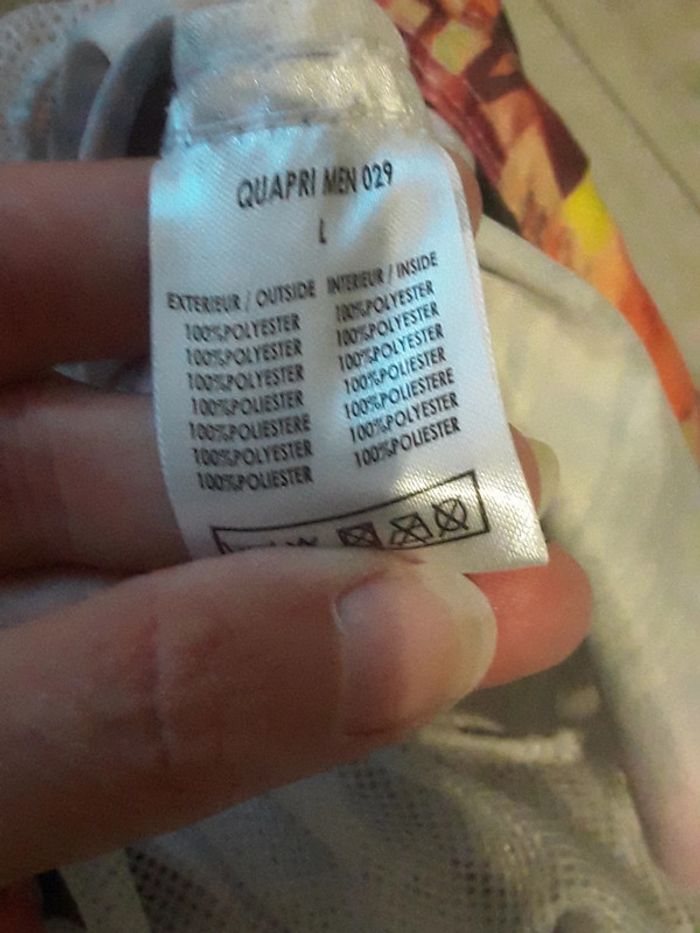 QUAPRI MEN 029
L
EXTERIEUR / OUTSIDE INTERIEUR / INSIDE
100%POLYESTER 100%POLYESTER
100%POLYESTER 100%POLYESTER
100%POLYESTER 100%POLYESTER
100%POLIESTER 100%POLIESTER
100%POLIESTERE 100%POLIESTERE
100%POLYESTER 100%POLYESTER
100%POLIESTER 100%POLIESTER